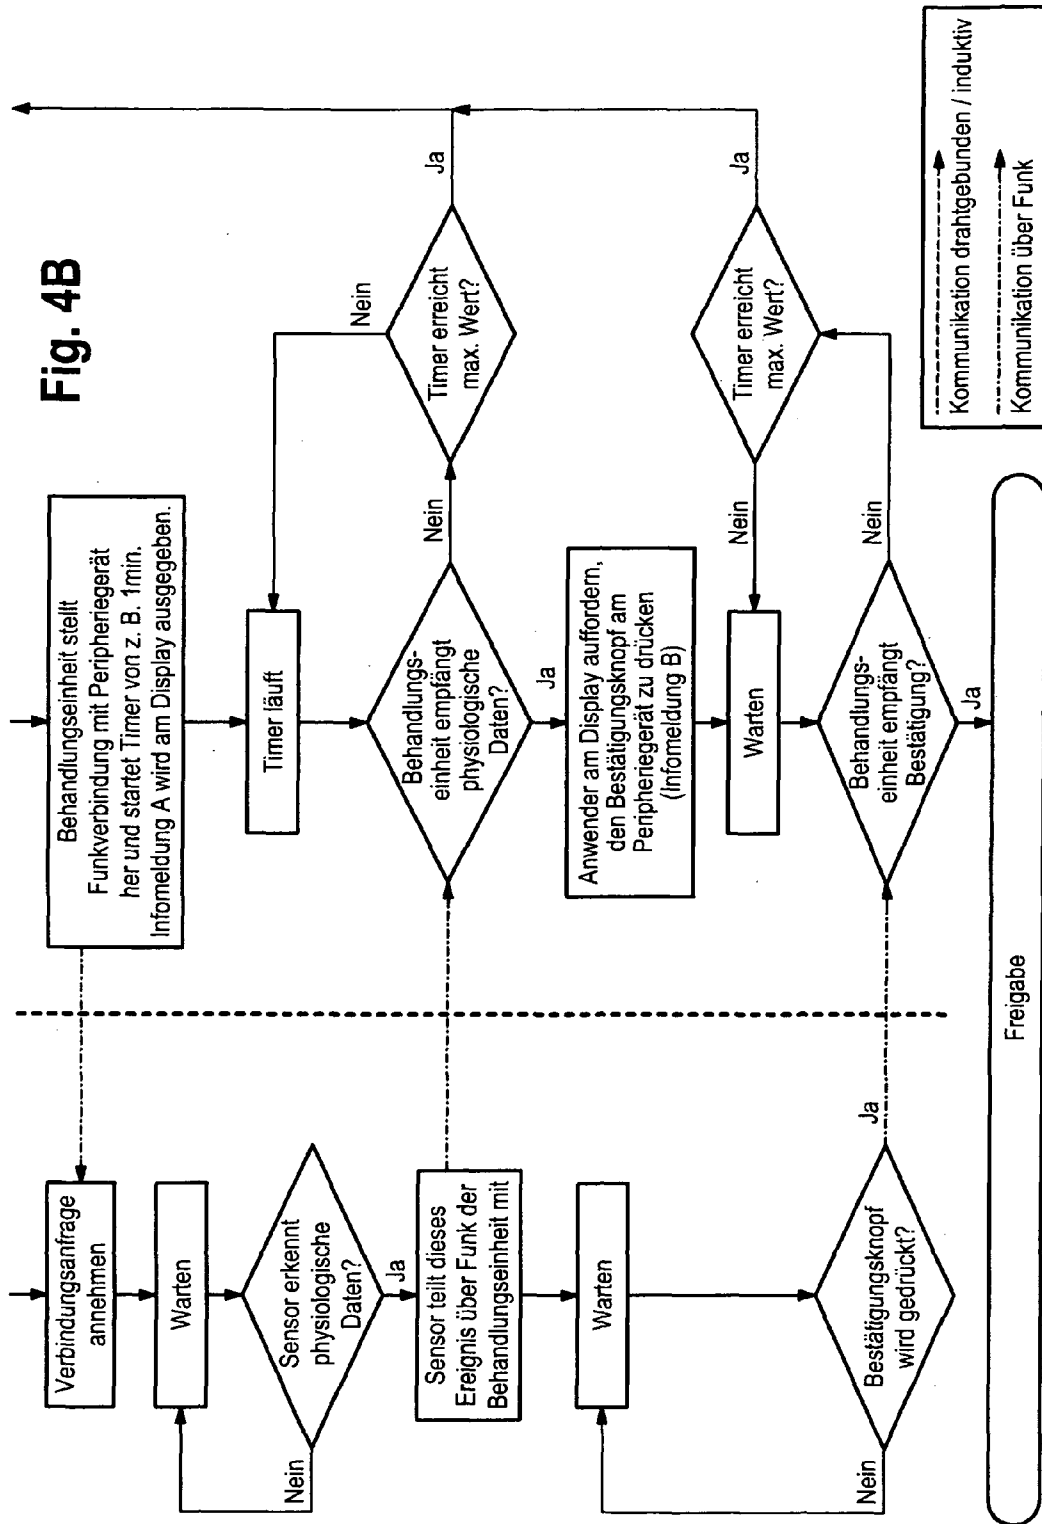 Fig. 4B
Verbindungsanfrage
annehmen
Warten
Sensor erkennt
physiologische
Daten?
Nein
Ja
Sensor teilt dieses
Ereignis über Funk der
Behandlungseinheit mit
Warten
Bestätigungsknopf
wird gedrückt?
Nein
Ja
Behandlungseinheit stellt
Funkverbindung mit Peripheriegerät
her und startet Timer von z. B. 1min.
Infomeldung A wird am Display ausgegeben.
Timer läuft
Behandlungs-
einheit empfängt
physiologische
Daten?
Nein
Ja
Timer erreicht
max. Wert?
Nein
Ja
Anwender am Display auffordern,
den Bestätigungsknopf am
Peripheriegerät zu drücken
(Infomeldung B)
Warten
Behandlungs-
einheit empfängt
Bestätigung?
Nein
Ja
Timer erreicht
max. Wert?
Nein
Ja
Freigabe
Kommunikation drahtgebunden / induktiv
Kommunikation über Funk